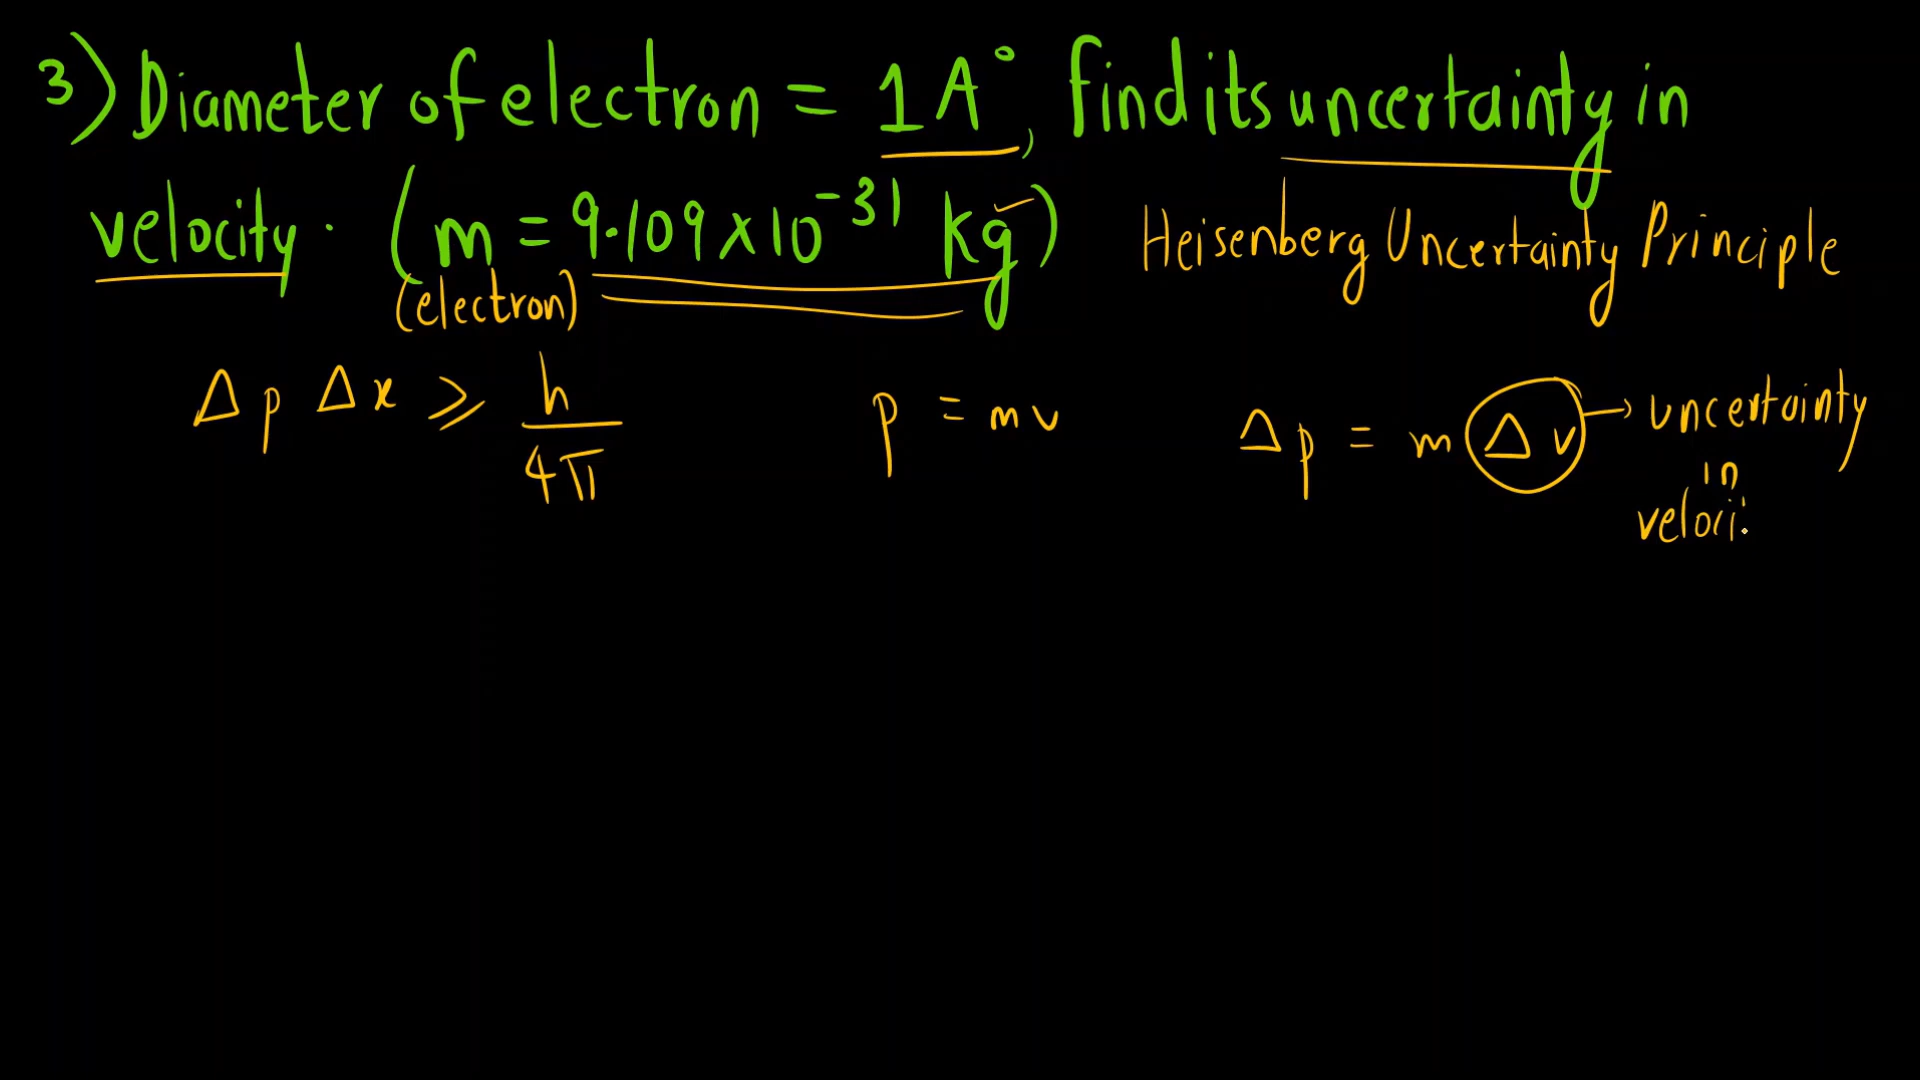 3) Diameter of electron = 1A°, find its uncertainty in
velocity. (m = 9.109 x 10⁻³¹ kg)
(electron)
Heisenberg Uncertainty Principle
Δp Δx ⩾ h/4π
p = mv
Δp = m Δv → uncertainty
in
veloci